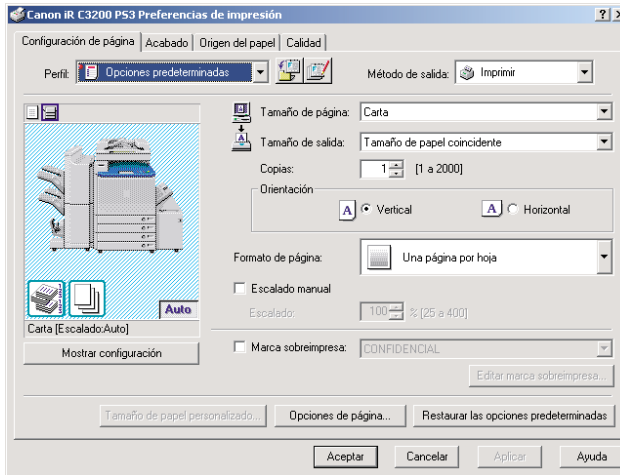 Canon iR C3200 PS3 Preferencias de impresión
Configuración de página Acabado Origen del papel Calidad
Perfil: Opciones predeterminadas Método de salida: Imprimir
Tamaño de página: Carta
Tamaño de salida: Tamaño de papel coincidente
Copias: 1 [1 a 2000]
Orientación
A Vertical A Horizontal
Formato de página: Una página por hoja
Escalado manual
Auto
Escalado: 100 % [25 a 400]
Carta [Escalado:Auto]
Mostrar configuración
Marca sobreimpresa: CONFIDENCIAL
Editar marca sobreimpresa...
Tamaño de papel personalizado... Opciones de página... Restaurar las opciones predeterminadas
Aceptar Cancelar Aplicar Ayuda